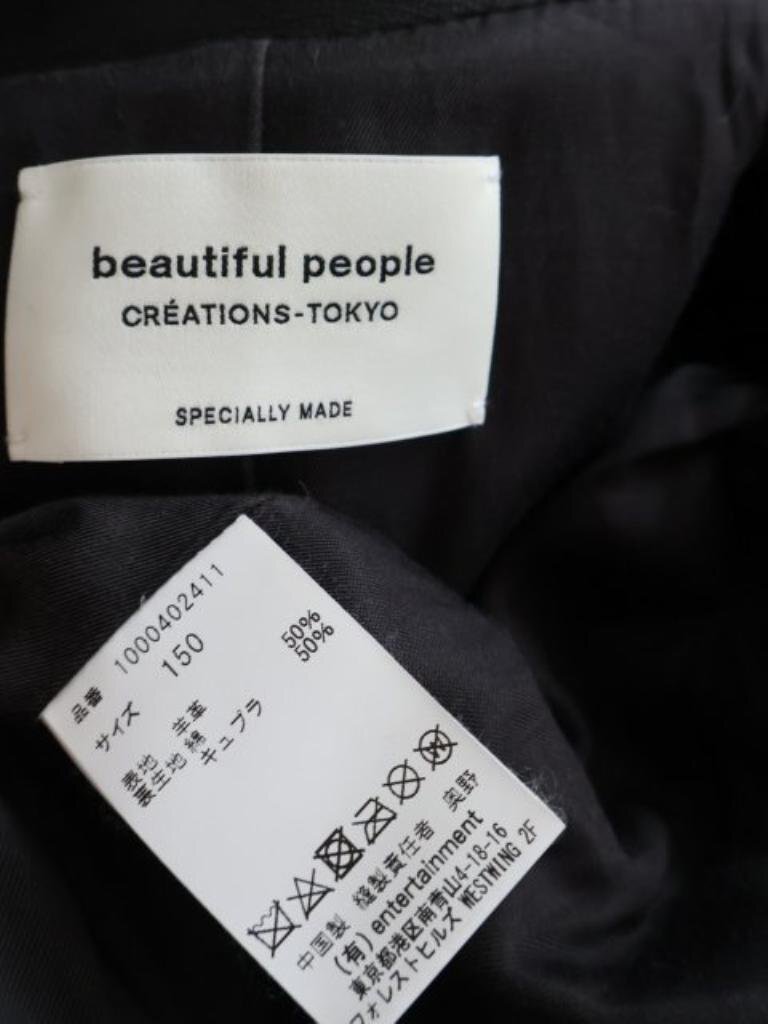 beautiful people
CRÉATIONS-TOKYO
SPECIALLY MADE
品番 1000402411
サイズ 150
表地 羊革
裏生地 綿 50%
キュプラ 50%
中国製 縫製責任者 奥野
(有) entertainment
東京都港区南青山4-18-16
フォレストヒルズ WESTWING 2F